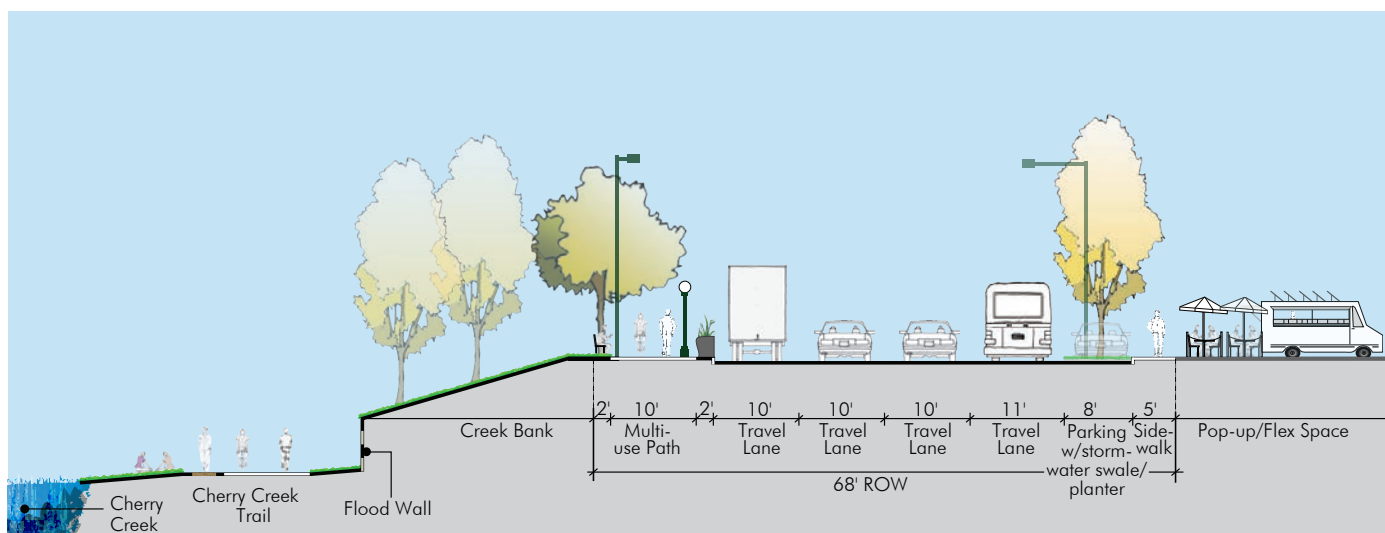 2' 10' 2' 10' 10' 10' 11' 8' 5'
Creek Bank
Multi-
use Path
Travel
Lane
Travel
Lane
Travel
Lane
Travel
Lane
Parking
w/storm-
water swale/
planter
Side-
walk
Pop-up/Flex Space
68' ROW
Cherry
Creek
Cherry Creek
Trail
Flood Wall